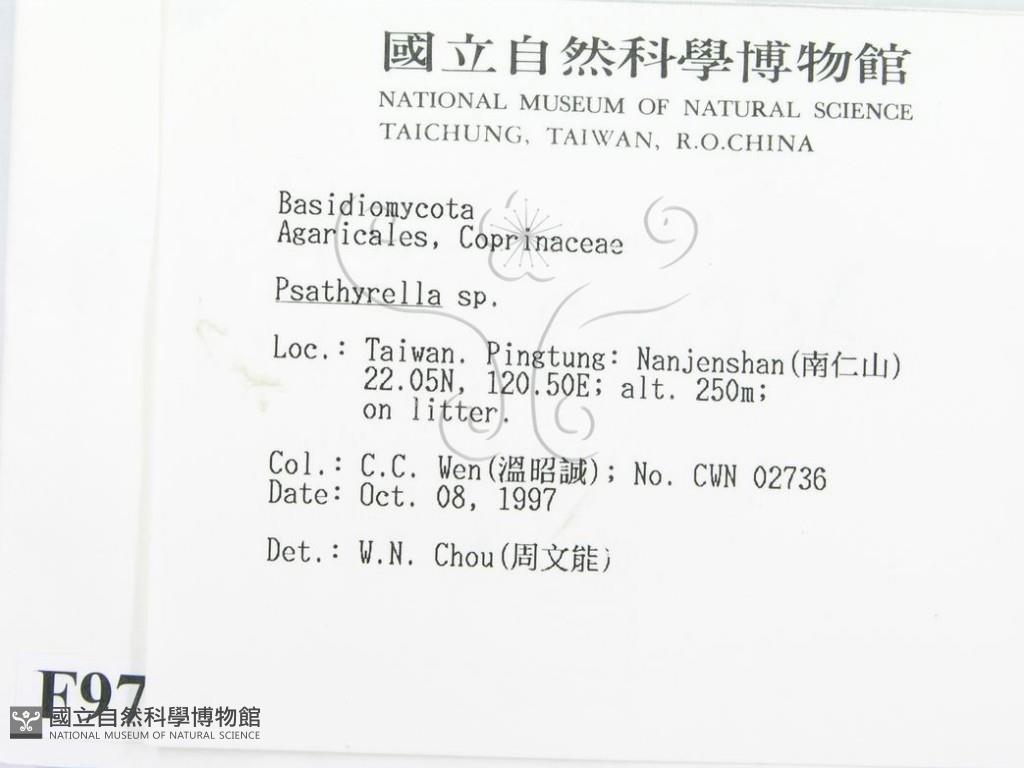 國立自然科學博物館
NATIONAL MUSEUM OF NATURAL SCIENCE
TAICHUNG, TAIWAN, R.O.CHINA
Basidiomycota
Agaricales, Coprinaceae
Psathyrella sp.
Loc.: Taiwan. Pingtung: Nanjenshan(南仁山)
22.05N, 120.50E; alt. 250m;
on litter.
Col.: C.C. Wen(溫昭誠); No. CWN 02736
Date: Oct. 08, 1997
Det.: W.N. Chou(周文能)
F97
國立自然科學博物館
NATIONAL MUSEUM OF NATURAL SCIENCE